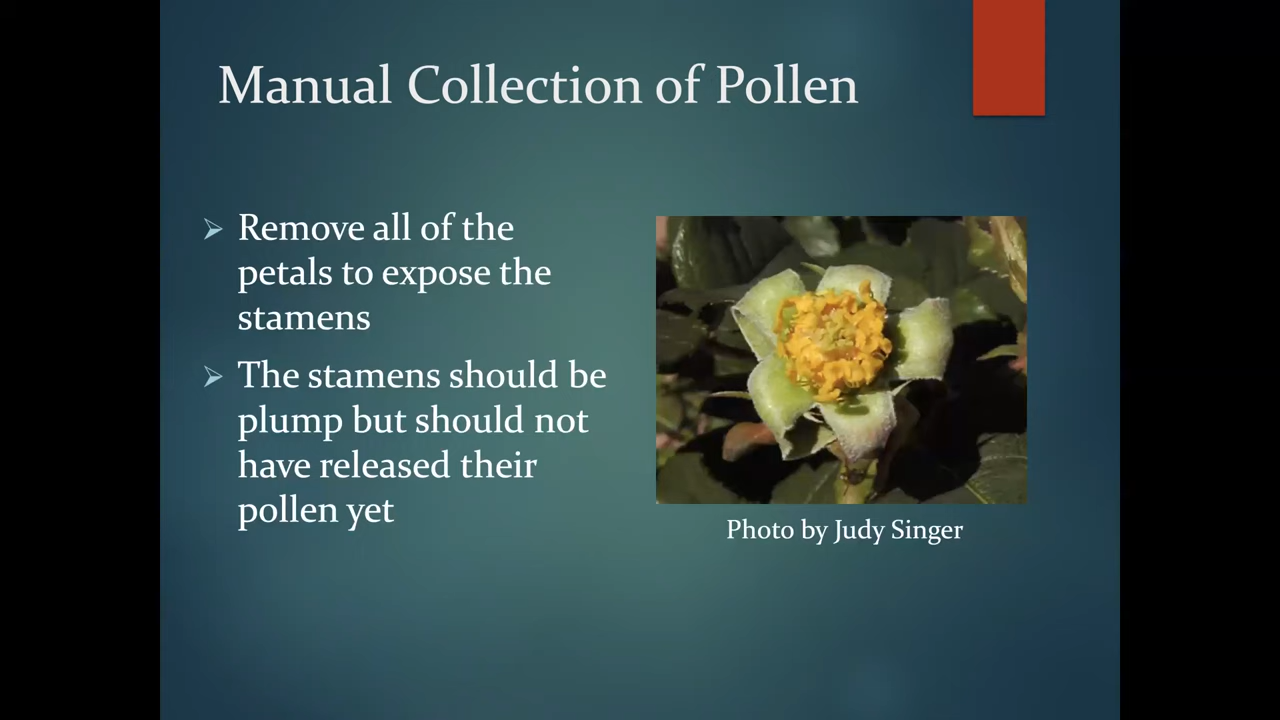 Manual Collection of Pollen
Remove all of the
petals to expose the
stamens
The stamens should be
plump but should not
have released their
pollen yet
Photo by Judy Singer